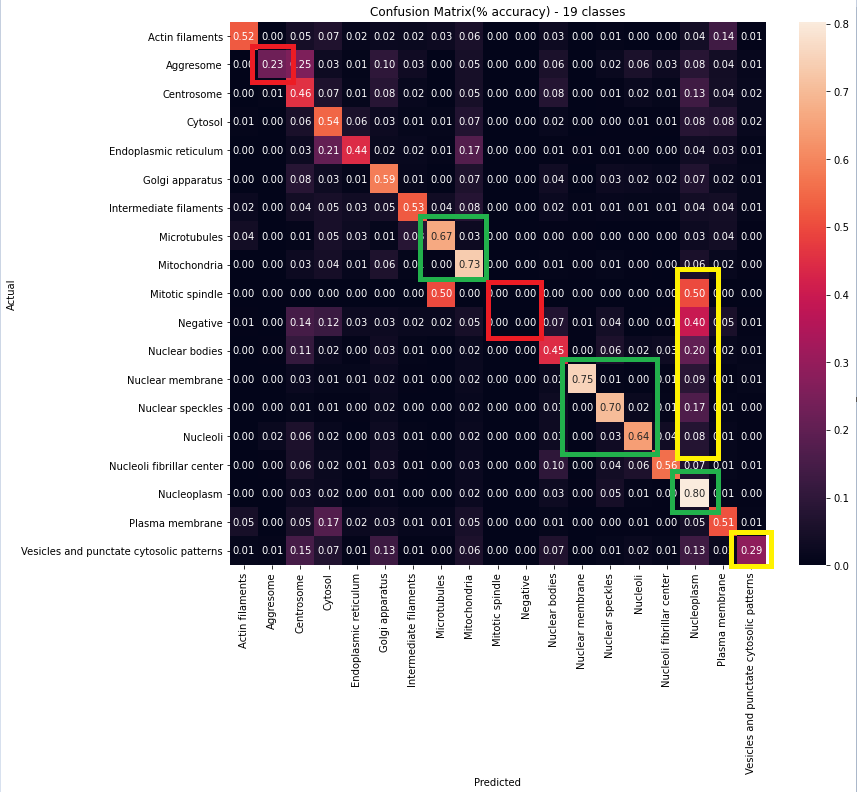 Confusion Matrix(% accuracy) - 19 classes
Actin filaments 0.52 0.00 0.05 0.07 0.02 0.02 0.02 0.03 0.06 0.00 0.00 0.03 0.00 0.01 0.00 0.04 0.04 0.14 0.01
Aggresome 0.23 0.25 0.03 0.01 0.10 0.03 0.00 0.05 0.00 0.00 0.06 0.00 0.02 0.06 0.03 0.08 0.04 0.01
Centrosome 0.00 0.01 0.46 0.07 0.01 0.08 0.02 0.00 0.05 0.00 0.00 0.08 0.00 0.01 0.02 0.01 0.13 0.04 0.02
Cytosol 0.01 0.00 0.06 0.54 0.06 0.03 0.01 0.01 0.07 0.00 0.00 0.02 0.00 0.00 0.01 0.01 0.08 0.08 0.02
Endoplasmic reticulum 0.00 0.00 0.03 0.21 0.44 0.02 0.02 0.01 0.17 0.00 0.00 0.01 0.00 0.00 0.01 0.00 0.04 0.03 0.01
Golgi apparatus 0.00 0.00 0.08 0.03 0.01 0.59 0.01 0.00 0.07 0.00 0.00 0.04 0.00 0.03 0.02 0.02 0.07 0.02 0.01
Intermediate filaments 0.02 0.00 0.04 0.05 0.03 0.05 0.53 0.04 0.08 0.00 0.00 0.02 0.01 0.01 0.01 0.01 0.04 0.04 0.01
Microtubules 0.04 0.00 0.01 0.05 0.03 0.01 0.67 0.03 0.00 0.00 0.01 0.00 0.00 0.00 0.00 0.03 0.04 0.00
Mitochondria 0.00 0.00 0.03 0.04 0.01 0.06 0.01 0.00 0.73 0.00 0.00 0.01 0.00 0.01 0.01 0.00 0.06 0.02 0.00
Mitotic spindle 0.00 0.00 0.00 0.00 0.00 0.00 0.00 0.50 0.00 0.00 0.00 0.00 0.00 0.00 0.00 0.50 0.00 0.00
Negative 0.01 0.00 0.14 0.12 0.03 0.03 0.02 0.02 0.05 0.00 0.00 0.07 0.01 0.04 0.00 0.40 0.05 0.01
Nuclear bodies 0.00 0.00 0.11 0.02 0.00 0.03 0.01 0.00 0.02 0.00 0.00 0.45 0.00 0.06 0.02 0.03 0.20 0.02 0.01
Nuclear membrane 0.00 0.00 0.03 0.01 0.01 0.02 0.00 0.00 0.02 0.00 0.00 0.75 0.01 0.00 0.01 0.09 0.01 0.01
Nuclear speckles 0.00 0.00 0.01 0.01 0.00 0.02 0.00 0.00 0.02 0.00 0.00 0.00 0.70 0.02 0.01 0.17 0.01 0.00
Nucleoli 0.00 0.02 0.06 0.02 0.00 0.02 0.00 0.00 0.03 0.00 0.00 0.00 0.03 0.64 0.04 0.08 0.01 0.00
Nucleoli fibrillar center 0.00 0.00 0.06 0.02 0.01 0.03 0.01 0.00 0.03 0.00 0.00 0.10 0.00 0.04 0.06 0.56 0.07 0.01 0.01
Nucleoplasm 0.00 0.00 0.03 0.02 0.00 0.01 0.00 0.00 0.02 0.00 0.00 0.03 0.00 0.05 0.01 0.80 0.01 0.00
Plasma membrane 0.05 0.00 0.05 0.17 0.02 0.03 0.01 0.01 0.05 0.00 0.00 0.01 0.00 0.00 0.01 0.00 0.05 0.51 0.01
Vesicles and punctate cytosolic patterns 0.01 0.01 0.15 0.07 0.01 0.13 0.01 0.00 0.06 0.00 0.00 0.07 0.00 0.01 0.02 0.01 0.13 0.29
Actual
Actin filaments
Aggresome
Centrosome
Cytosol
Endoplasmic reticulum
Golgi apparatus
Intermediate filaments
Microtubules
Mitochondria
Mitotic spindle
Negative
Nuclear bodies
Nuclear membrane
Nuclear speckles
Nucleoli
Nucleoli fibrillar center
Nucleoplasm
Plasma membrane
Vesicles and punctate cytosolic patterns
Predicted
0.8
0.7
0.6
0.5
0.4
0.3
0.2
0.1
0.0